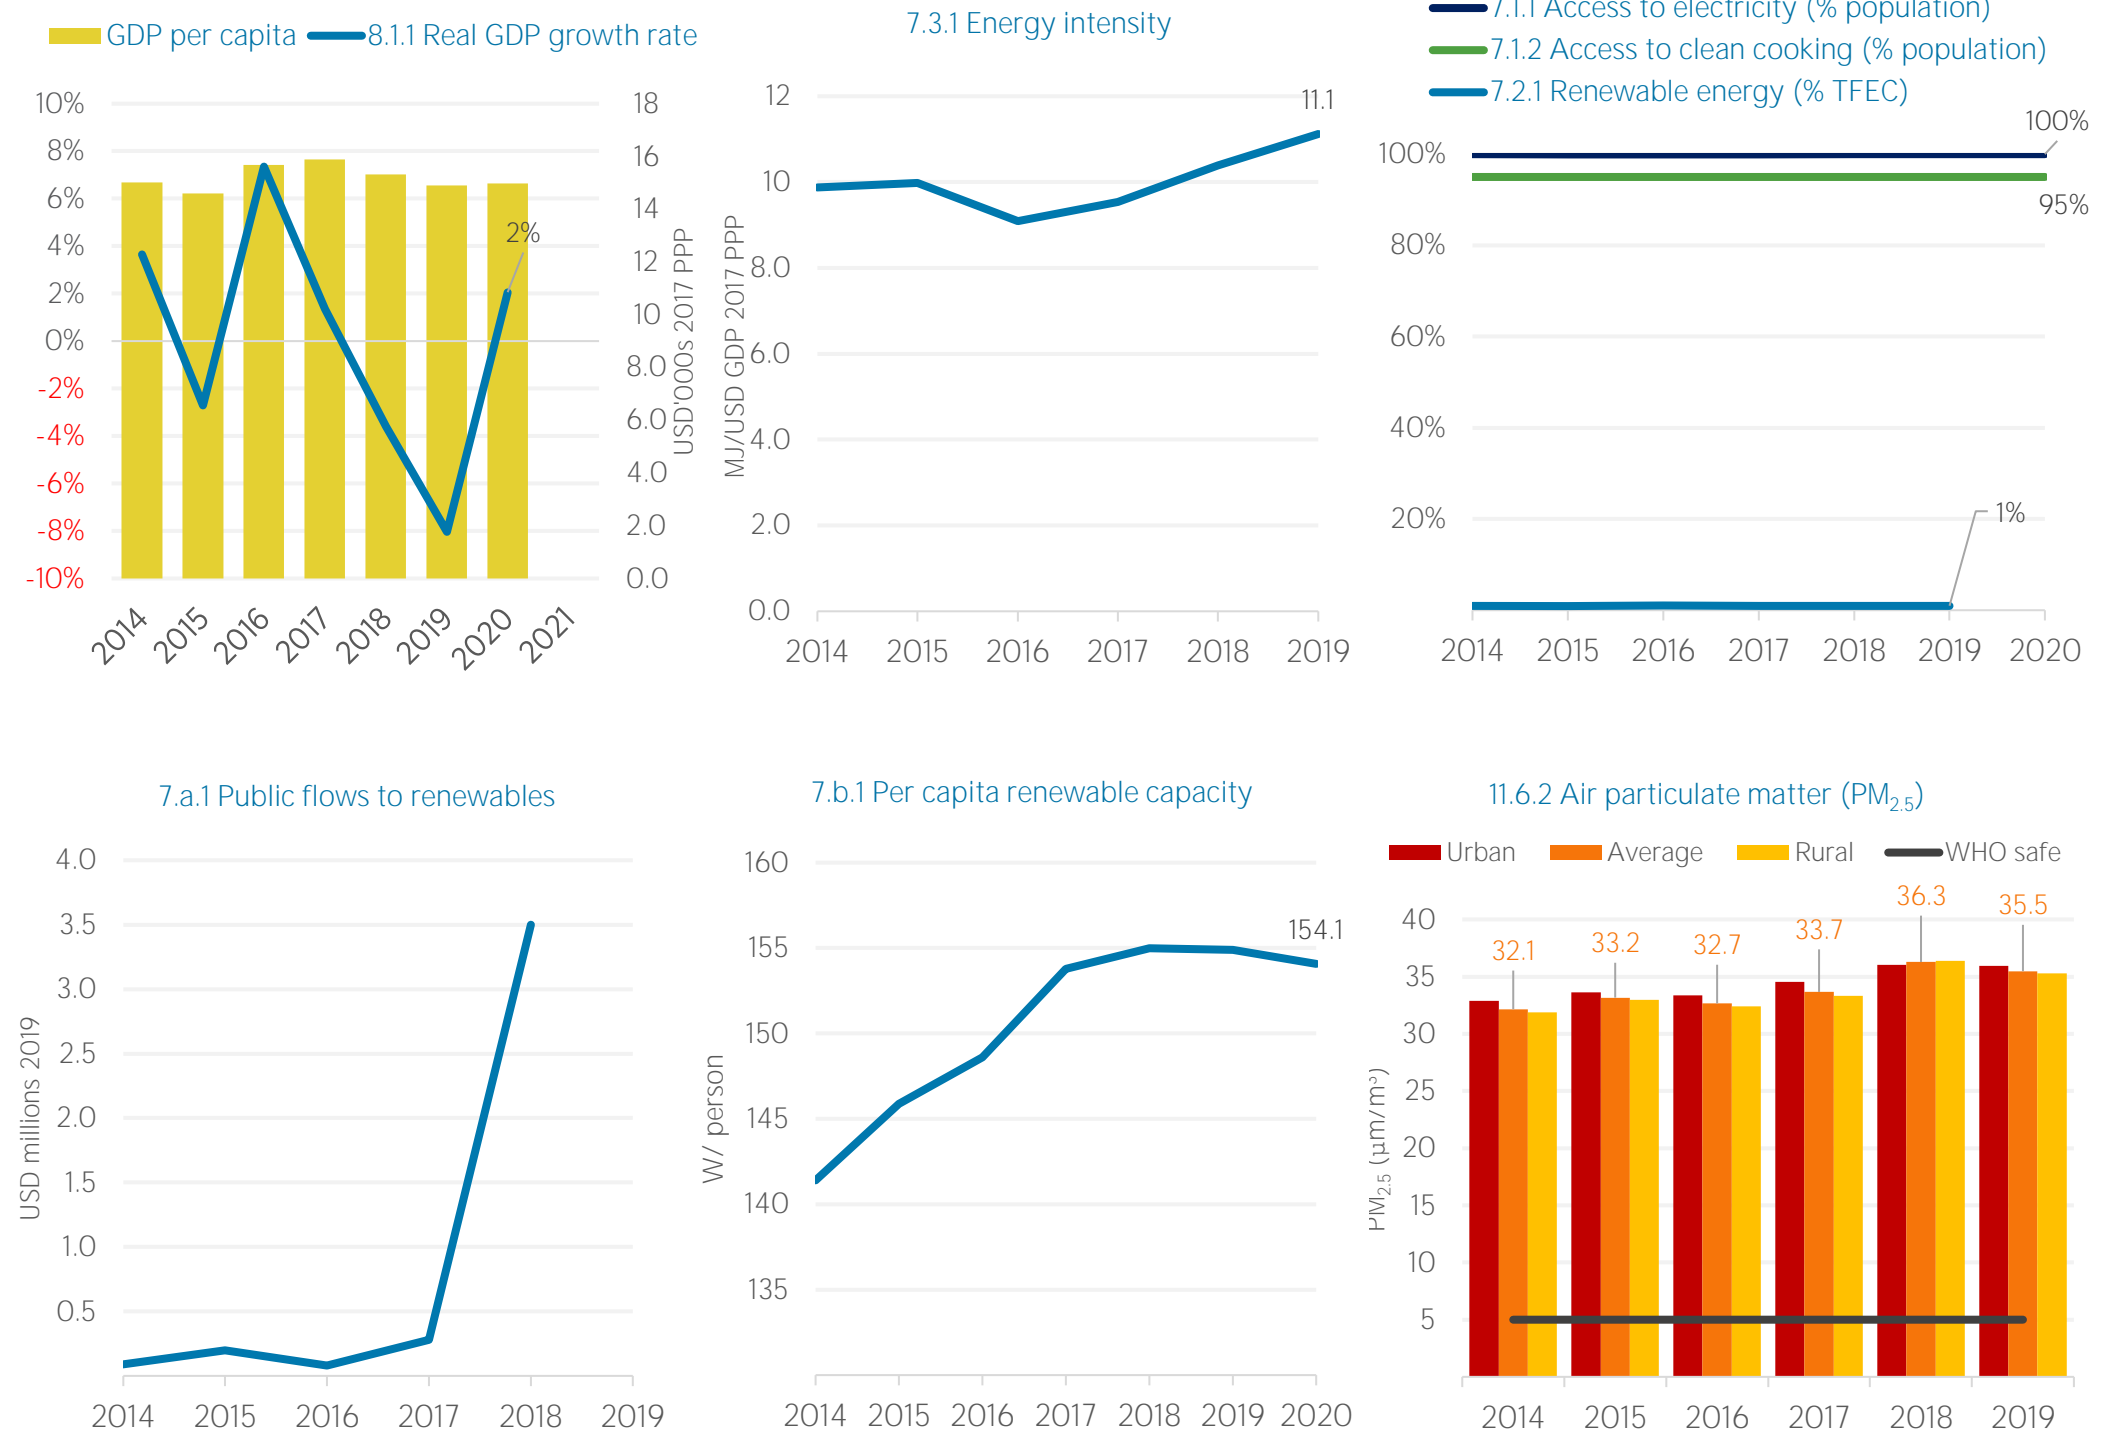 GDP per capita 8.1.1 Real GDP growth rate
10%
8%
6%
4%
2%
0%
-2%
-4%
-6%
-8%
-10%
18
16
14
12
10
8.0
6.0
4.0
2.0
0.0
USD'000s 2017 PPP
2%
2014 2015 2016 2017 2018 2019 2020 2021
7.3.1 Energy intensity
MJ/USD GDP 2017 PPP
12
10
8.0
6.0
4.0
2.0
0.0
11.1
2014 2015 2016 2017 2018 2019
7.1.1 Access to electricity (% population)
7.1.2 Access to clean cooking (% population)
7.2.1 Renewable energy (% TFEC)
100%
80%
60%
40%
20%
100%
95%
1%
2014 2015 2016 2017 2018 2019 2020
7.a.1 Public flows to renewables
USD millions 2019
4.0
3.5
3.0
2.5
2.0
1.5
1.0
0.5
2014 2015 2016 2017 2018 2019
7.b.1 Per capita renewable capacity
W/ person
160
155
150
145
140
135
154.1
2014 2015 2016 2017 2018 2019 2020
11.6.2 Air particulate matter (PM2.5)
Urban Average Rural WHO safe
PM2.5 (µm/m³)
40
35
30
25
20
15
10
5
32.1 33.2 32.7 33.7 36.3 35.5
2014 2015 2016 2017 2018 2019